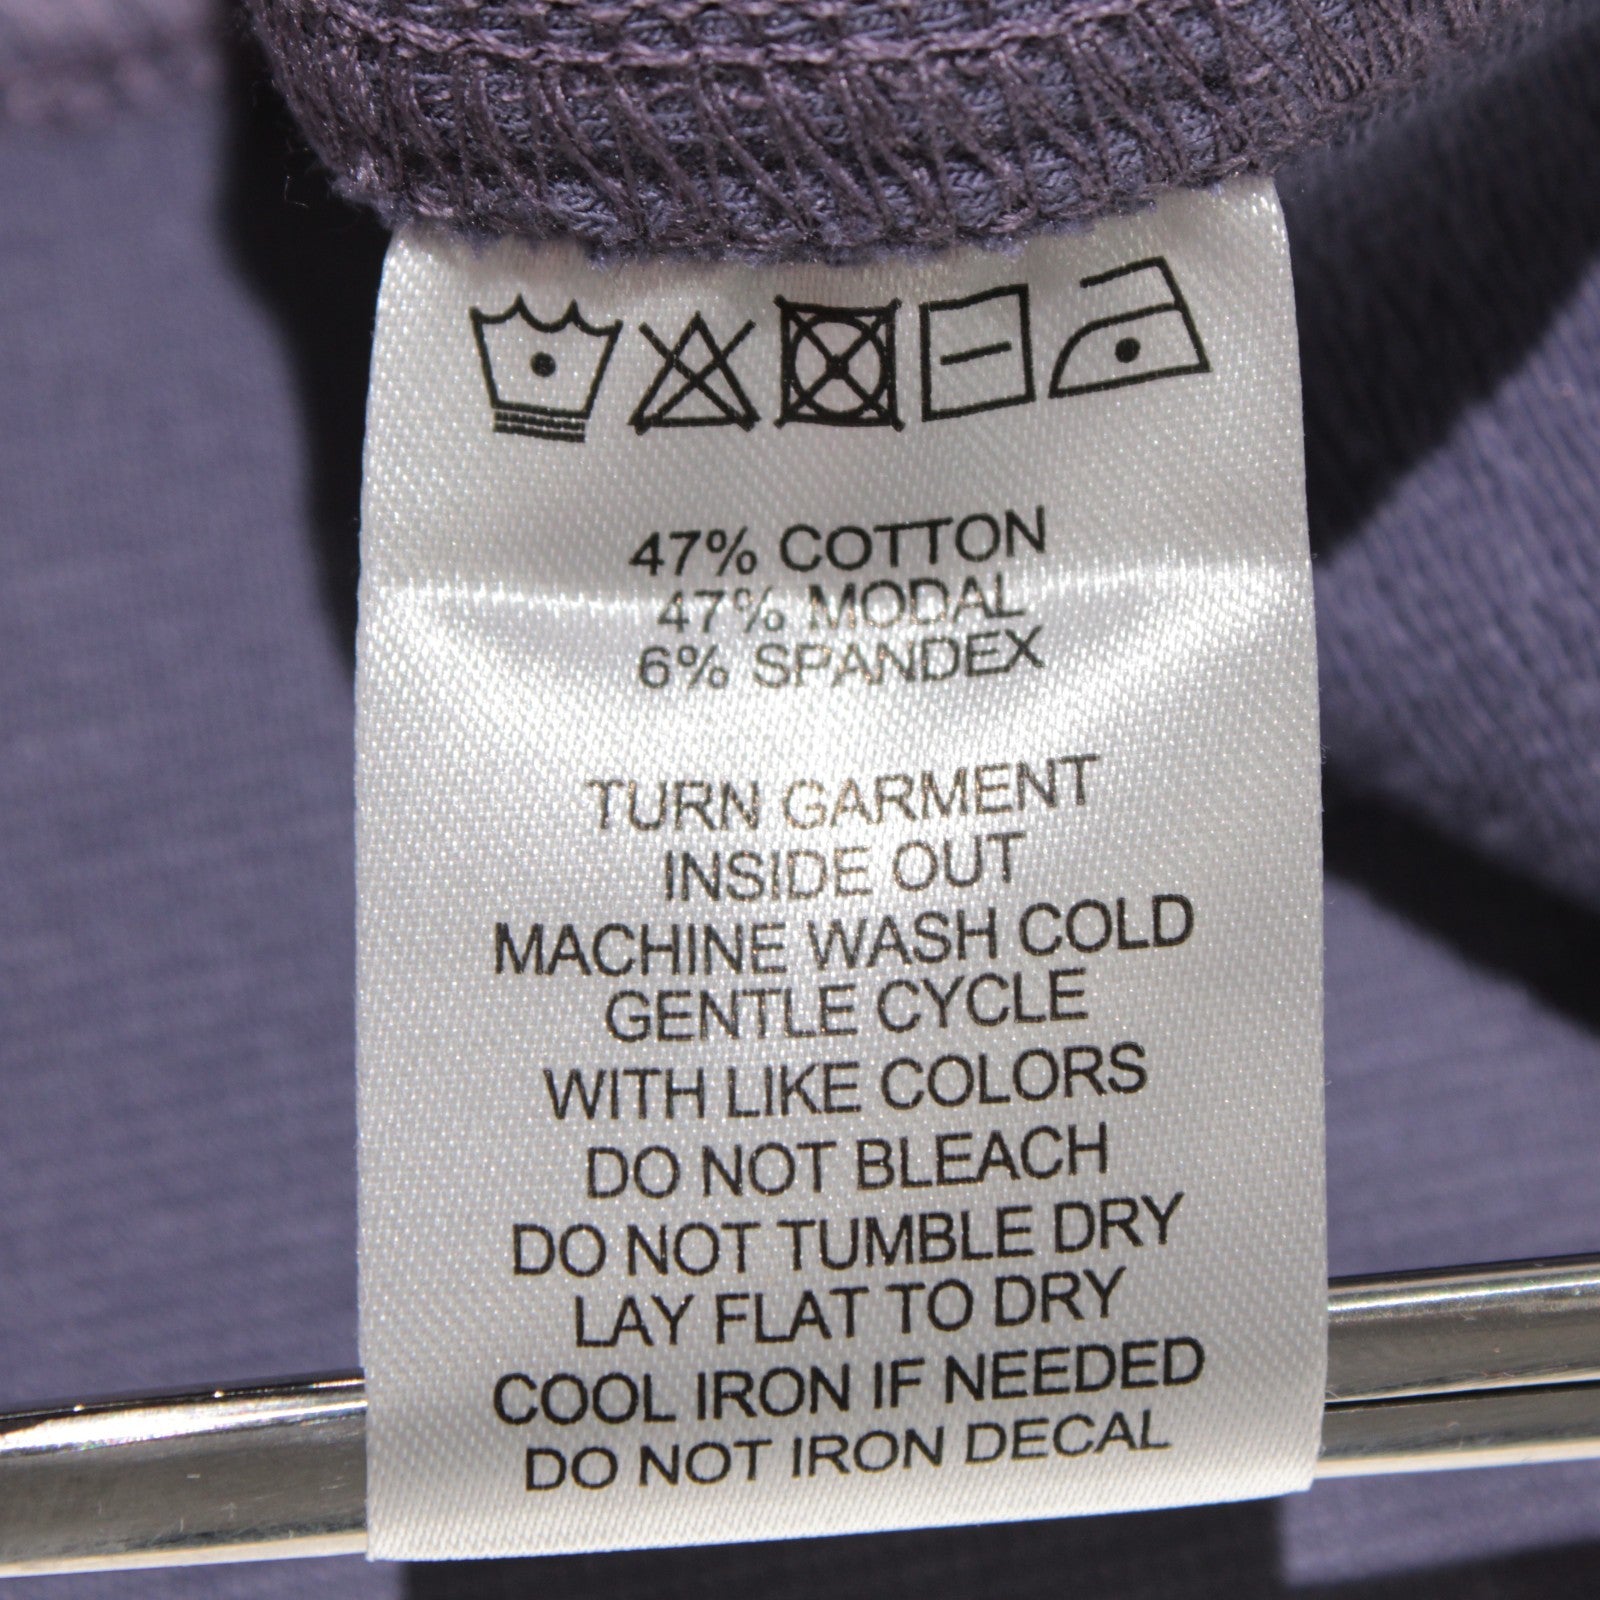 47% COTTON
47% MODAL
6% SPANDEX
TURN GARMENT
INSIDE OUT
MACHINE WASH COLD
GENTLE CYCLE
WITH LIKE COLORS
DO NOT BLEACH
DO NOT TUMBLE DRY
LAY FLAT TO DRY
COOL IRON IF NEEDED
DO NOT IRON DECAL